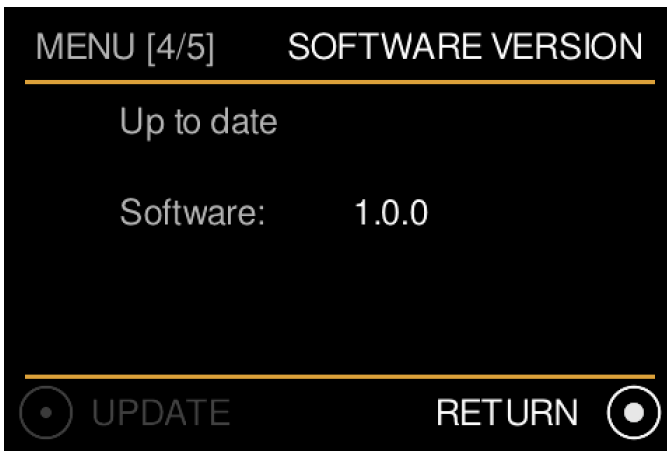 MENU [4/5] SOFTWARE VERSION
Up to date
Software: 1.0.0
UPDATE RETURN